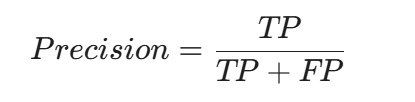 Precision = TP / (TP + FP)